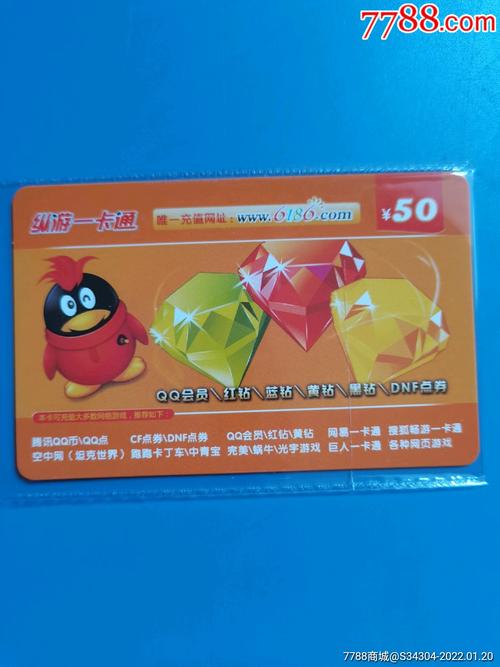 7788.com
纵游一卡通
唯一充值网址：www.6186.com
¥50
QQ会员\红钻\蓝钻\黄钻\黑钻\DNF点券
本卡可充值大多数网络游戏，推荐如下：
腾讯QQ币\QQ点 CF点券\DNF点券 QQ会员\红钻\黄钻 网易一卡通 搜狐畅游一卡通
空中网（坦克世界） 跑跑卡丁车\中青宝 完美\蜗牛\光宇游戏 巨人一卡通 各种网页游戏
7788商城@S34304-2022.01.20